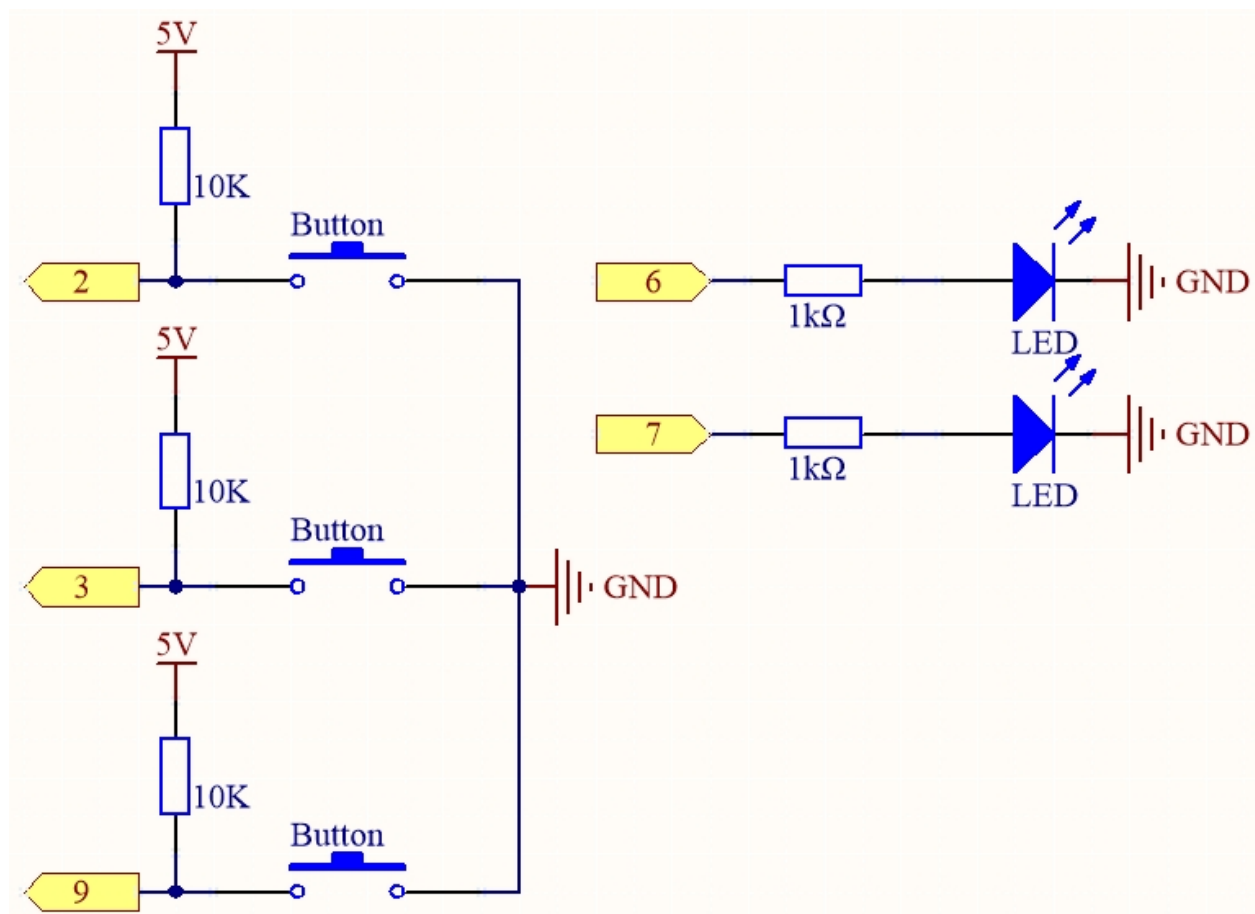 5V
10K
Button
2
5V
10K
Button
3
GND
5V
10K
Button
9
6
1kΩ
LED
GND
7
1kΩ
LED
GND